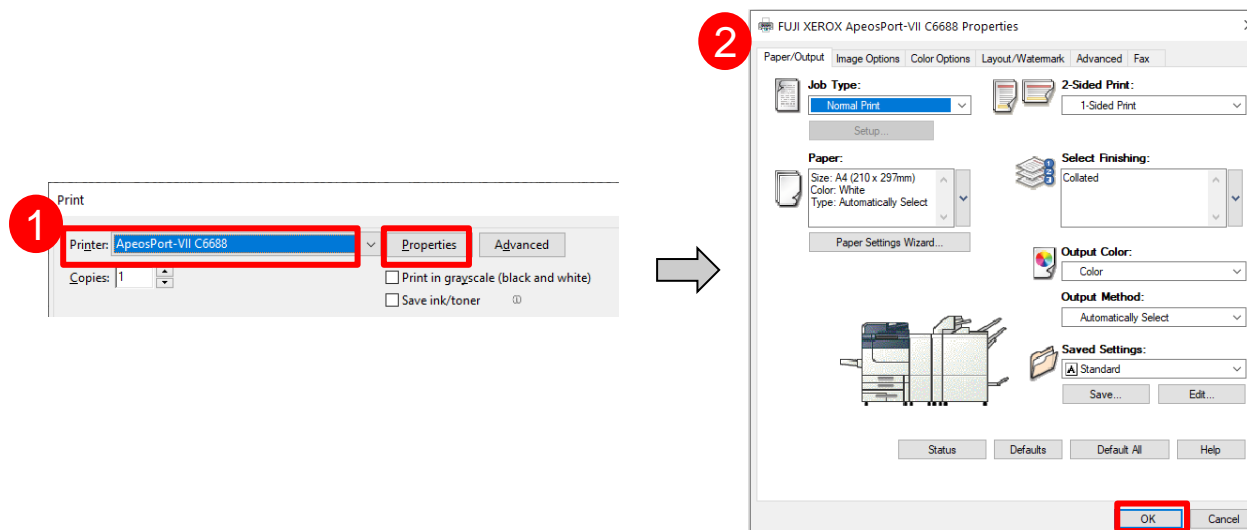 1
Print
Printer: ApeosPort-VII C6688
Properties
Advanced
Copies: 1
Print in grayscale (black and white)
Save ink/toner
2
FUJI XEROX ApeosPort-VII C6688 Properties
Paper/Output Image Options Color Options Layout/Watermark Advanced Fax
Job Type:
Normal Print
Setup...
2-Sided Print:
1-Sided Print
Paper:
Size: A4 (210 x 297mm)
Color: White
Type: Automatically Select
Paper Settings Wizard...
Select Finishing:
Collated
1
2
3
Output Color:
Color
Output Method:
Automatically Select
Saved Settings:
A Standard
Save...
Edit...
Status
Defaults
Default All
Help
OK
Cancel